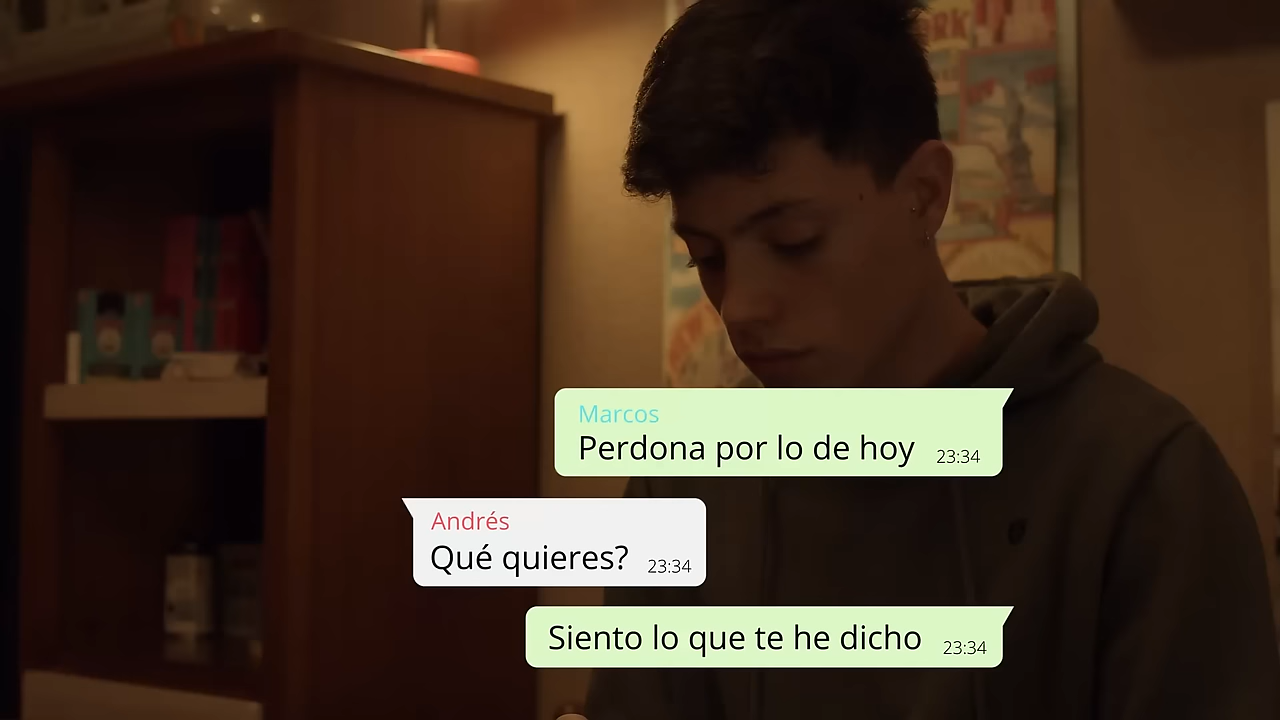 RK
Marcos
Perdona por lo de hoy 23:34
Andrés
Qué quieres? 23:34
Siento lo que te he dicho 23:34